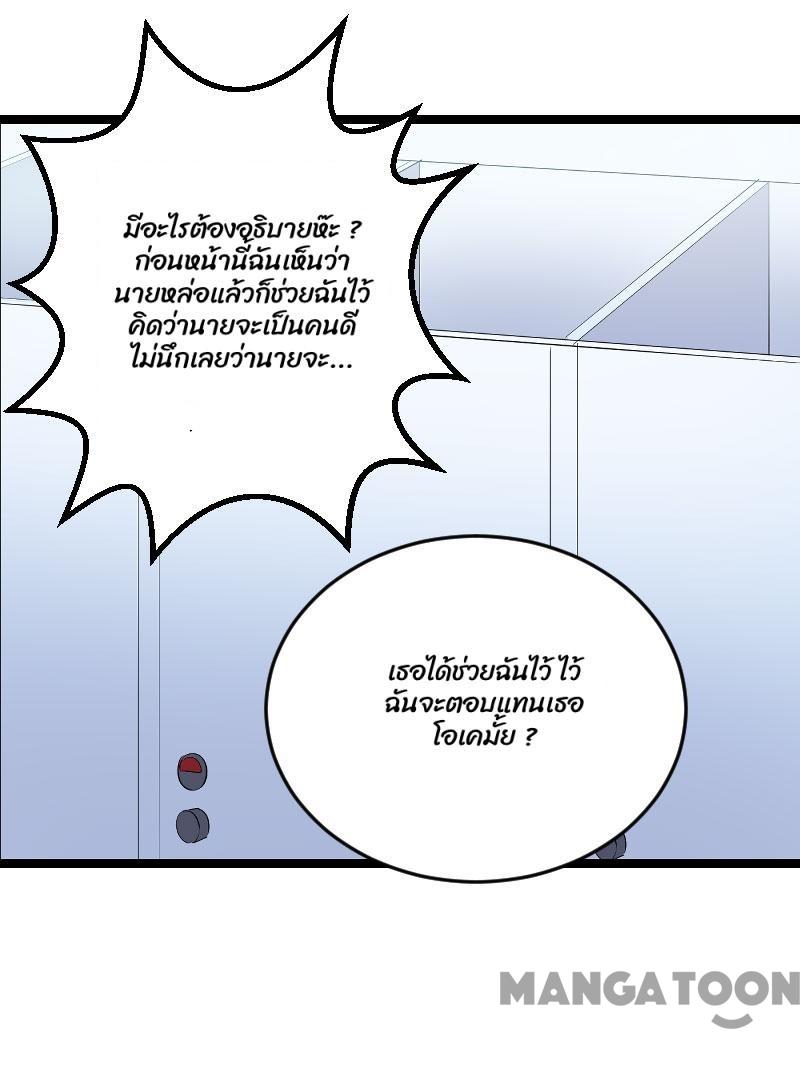 มีอะไรต้องอธิบายห๊ะ ?
ก่อนหน้านี้ฉันเห็นว่า
นายหล่อแล้วก็ช่วยฉันไว้
คิดว่านายจะเป็นคนดี
ไม่นึกเลยว่านายจะ...
เธอได้ช่วยฉันไว้ ไว้
ฉันจะตอบแทนเธอ
โอเคมั้ย ?
MANGA TOON